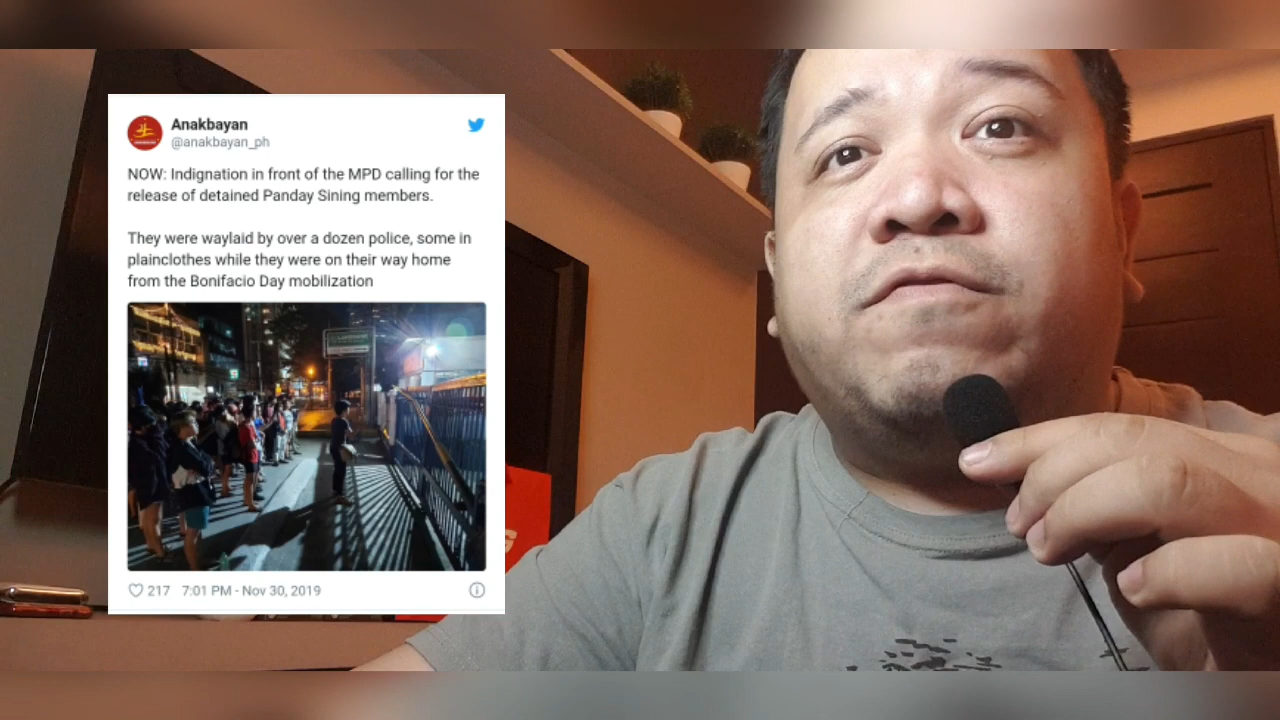 Anakbayan
@anakbayan_ph
NOW: Indignation in front of the MPD calling for the
release of detained Panday Sining members.
They were waylaid by over a dozen police, some in
plainclothes while they were on their way home
from the Bonifacio Day mobilization
217 7:01 PM - Nov 30, 2019